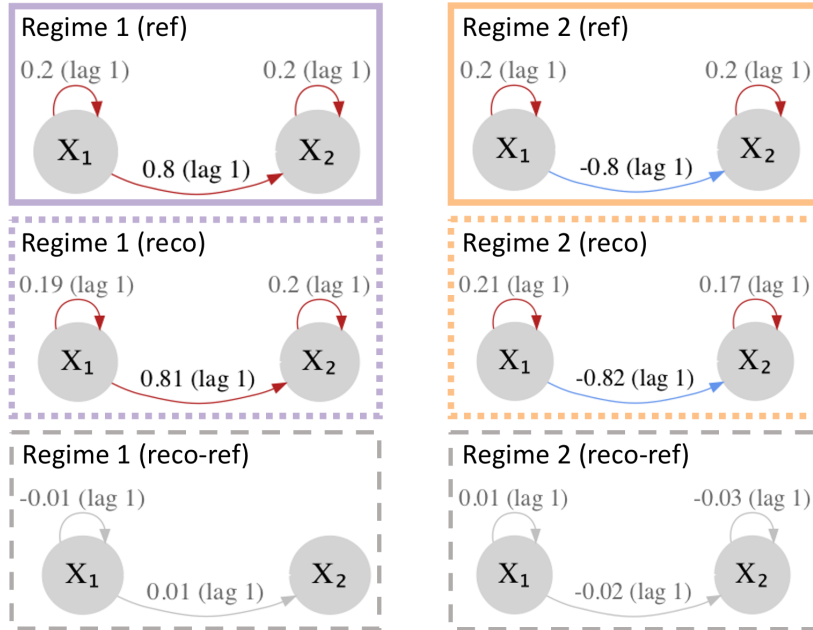 Regime 1 (ref)
0.2 (lag 1)
0.2 (lag 1)
X1
0.8 (lag 1)
X2
Regime 2 (ref)
0.2 (lag 1)
0.2 (lag 1)
X1
-0.8 (lag 1)
X2
Regime 1 (reco)
0.19 (lag 1)
0.2 (lag 1)
X1
0.81 (lag 1)
X2
Regime 2 (reco)
0.21 (lag 1)
0.17 (lag 1)
X1
-0.82 (lag 1)
X2
Regime 1 (reco-ref)
-0.01 (lag 1)
X1
0.01 (lag 1)
X2
Regime 2 (reco-ref)
0.01 (lag 1)
-0.03 (lag 1)
X1
-0.02 (lag 1)
X2